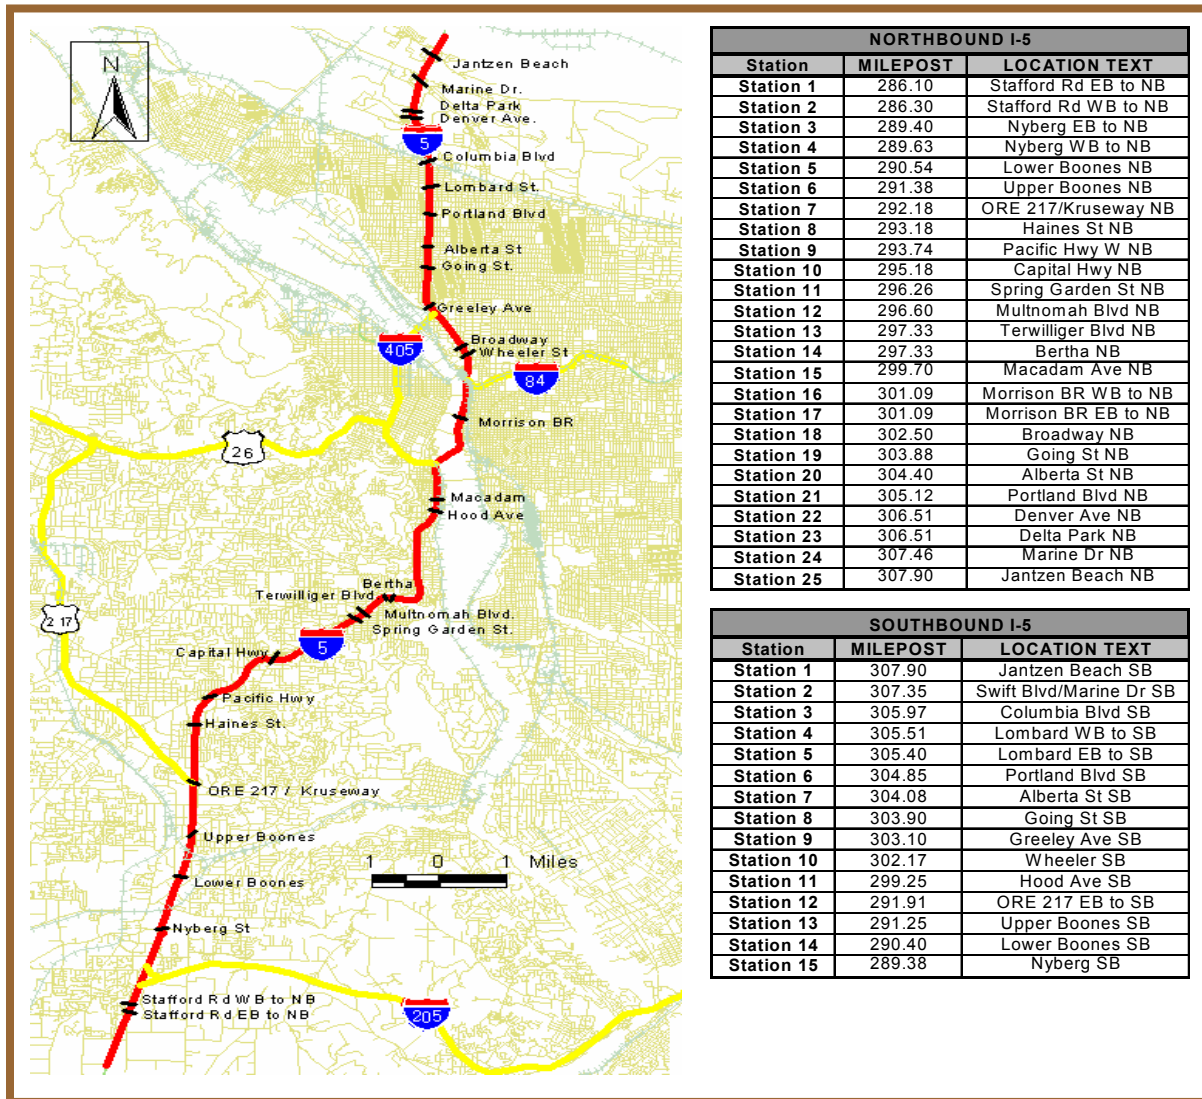 N
Jantzen Beach
Marine Dr.
Delta Park
Denver Ave.
5
Columbia Blvd
Lombard St.
Portland Blvd
Alberta St
Going St.
Greeley Ave
Broadway
Wheeler St
405
84
Morrison BR
26
Macadam
Hood Ave
Bertha
Terwilliger Blvd
Multnomah Blvd.
Spring Garden St.
217
5
Capital Hwy
Pacific Hwy
Haines St.
ORE 217 / Kruseway
Upper Boones
1 0 1 Miles
Lower Boones
Nyberg St
Stafford Rd WB to NB
Stafford Rd EB to NB
205
NORTHBOUND I-5
Station MILEPOST LOCATION TEXT
Station 1 286.10 Stafford Rd EB to NB
Station 2 286.30 Stafford Rd WB to NB
Station 3 289.40 Nyberg EB to NB
Station 4 289.63 Nyberg WB to NB
Station 5 290.54 Lower Boones NB
Station 6 291.38 Upper Boones NB
Station 7 292.18 ORE 217/Kruseway NB
Station 8 293.18 Haines St NB
Station 9 293.74 Pacific Hwy W NB
Station 10 295.18 Capital Hwy NB
Station 11 296.26 Spring Garden St NB
Station 12 296.60 Multnomah Blvd NB
Station 13 297.33 Terwilliger Blvd NB
Station 14 297.33 Bertha NB
Station 15 299.70 Macadam Ave NB
Station 16 301.09 Morrison BR WB to NB
Station 17 301.09 Morrison BR EB to NB
Station 18 302.50 Broadway NB
Station 19 303.88 Going St NB
Station 20 304.40 Alberta St NB
Station 21 305.12 Portland Blvd NB
Station 22 306.51 Denver Ave NB
Station 23 306.51 Delta Park NB
Station 24 307.46 Marine Dr NB
Station 25 307.90 Jantzen Beach NB
SOUTHBOUND I-5
Station MILEPOST LOCATION TEXT
Station 1 307.90 Jantzen Beach SB
Station 2 307.35 Swift Blvd/Marine Dr SB
Station 3 305.97 Columbia Blvd SB
Station 4 305.51 Lombard WB to SB
Station 5 305.40 Lombard EB to SB
Station 6 304.85 Portland Blvd SB
Station 7 304.08 Alberta St SB
Station 8 303.90 Going St SB
Station 9 303.10 Greeley Ave SB
Station 10 302.17 Wheeler SB
Station 11 299.25 Hood Ave SB
Station 12 291.91 ORE 217 EB to SB
Station 13 291.25 Upper Boones SB
Station 14 290.40 Lower Boones SB
Station 15 289.38 Nyberg SB